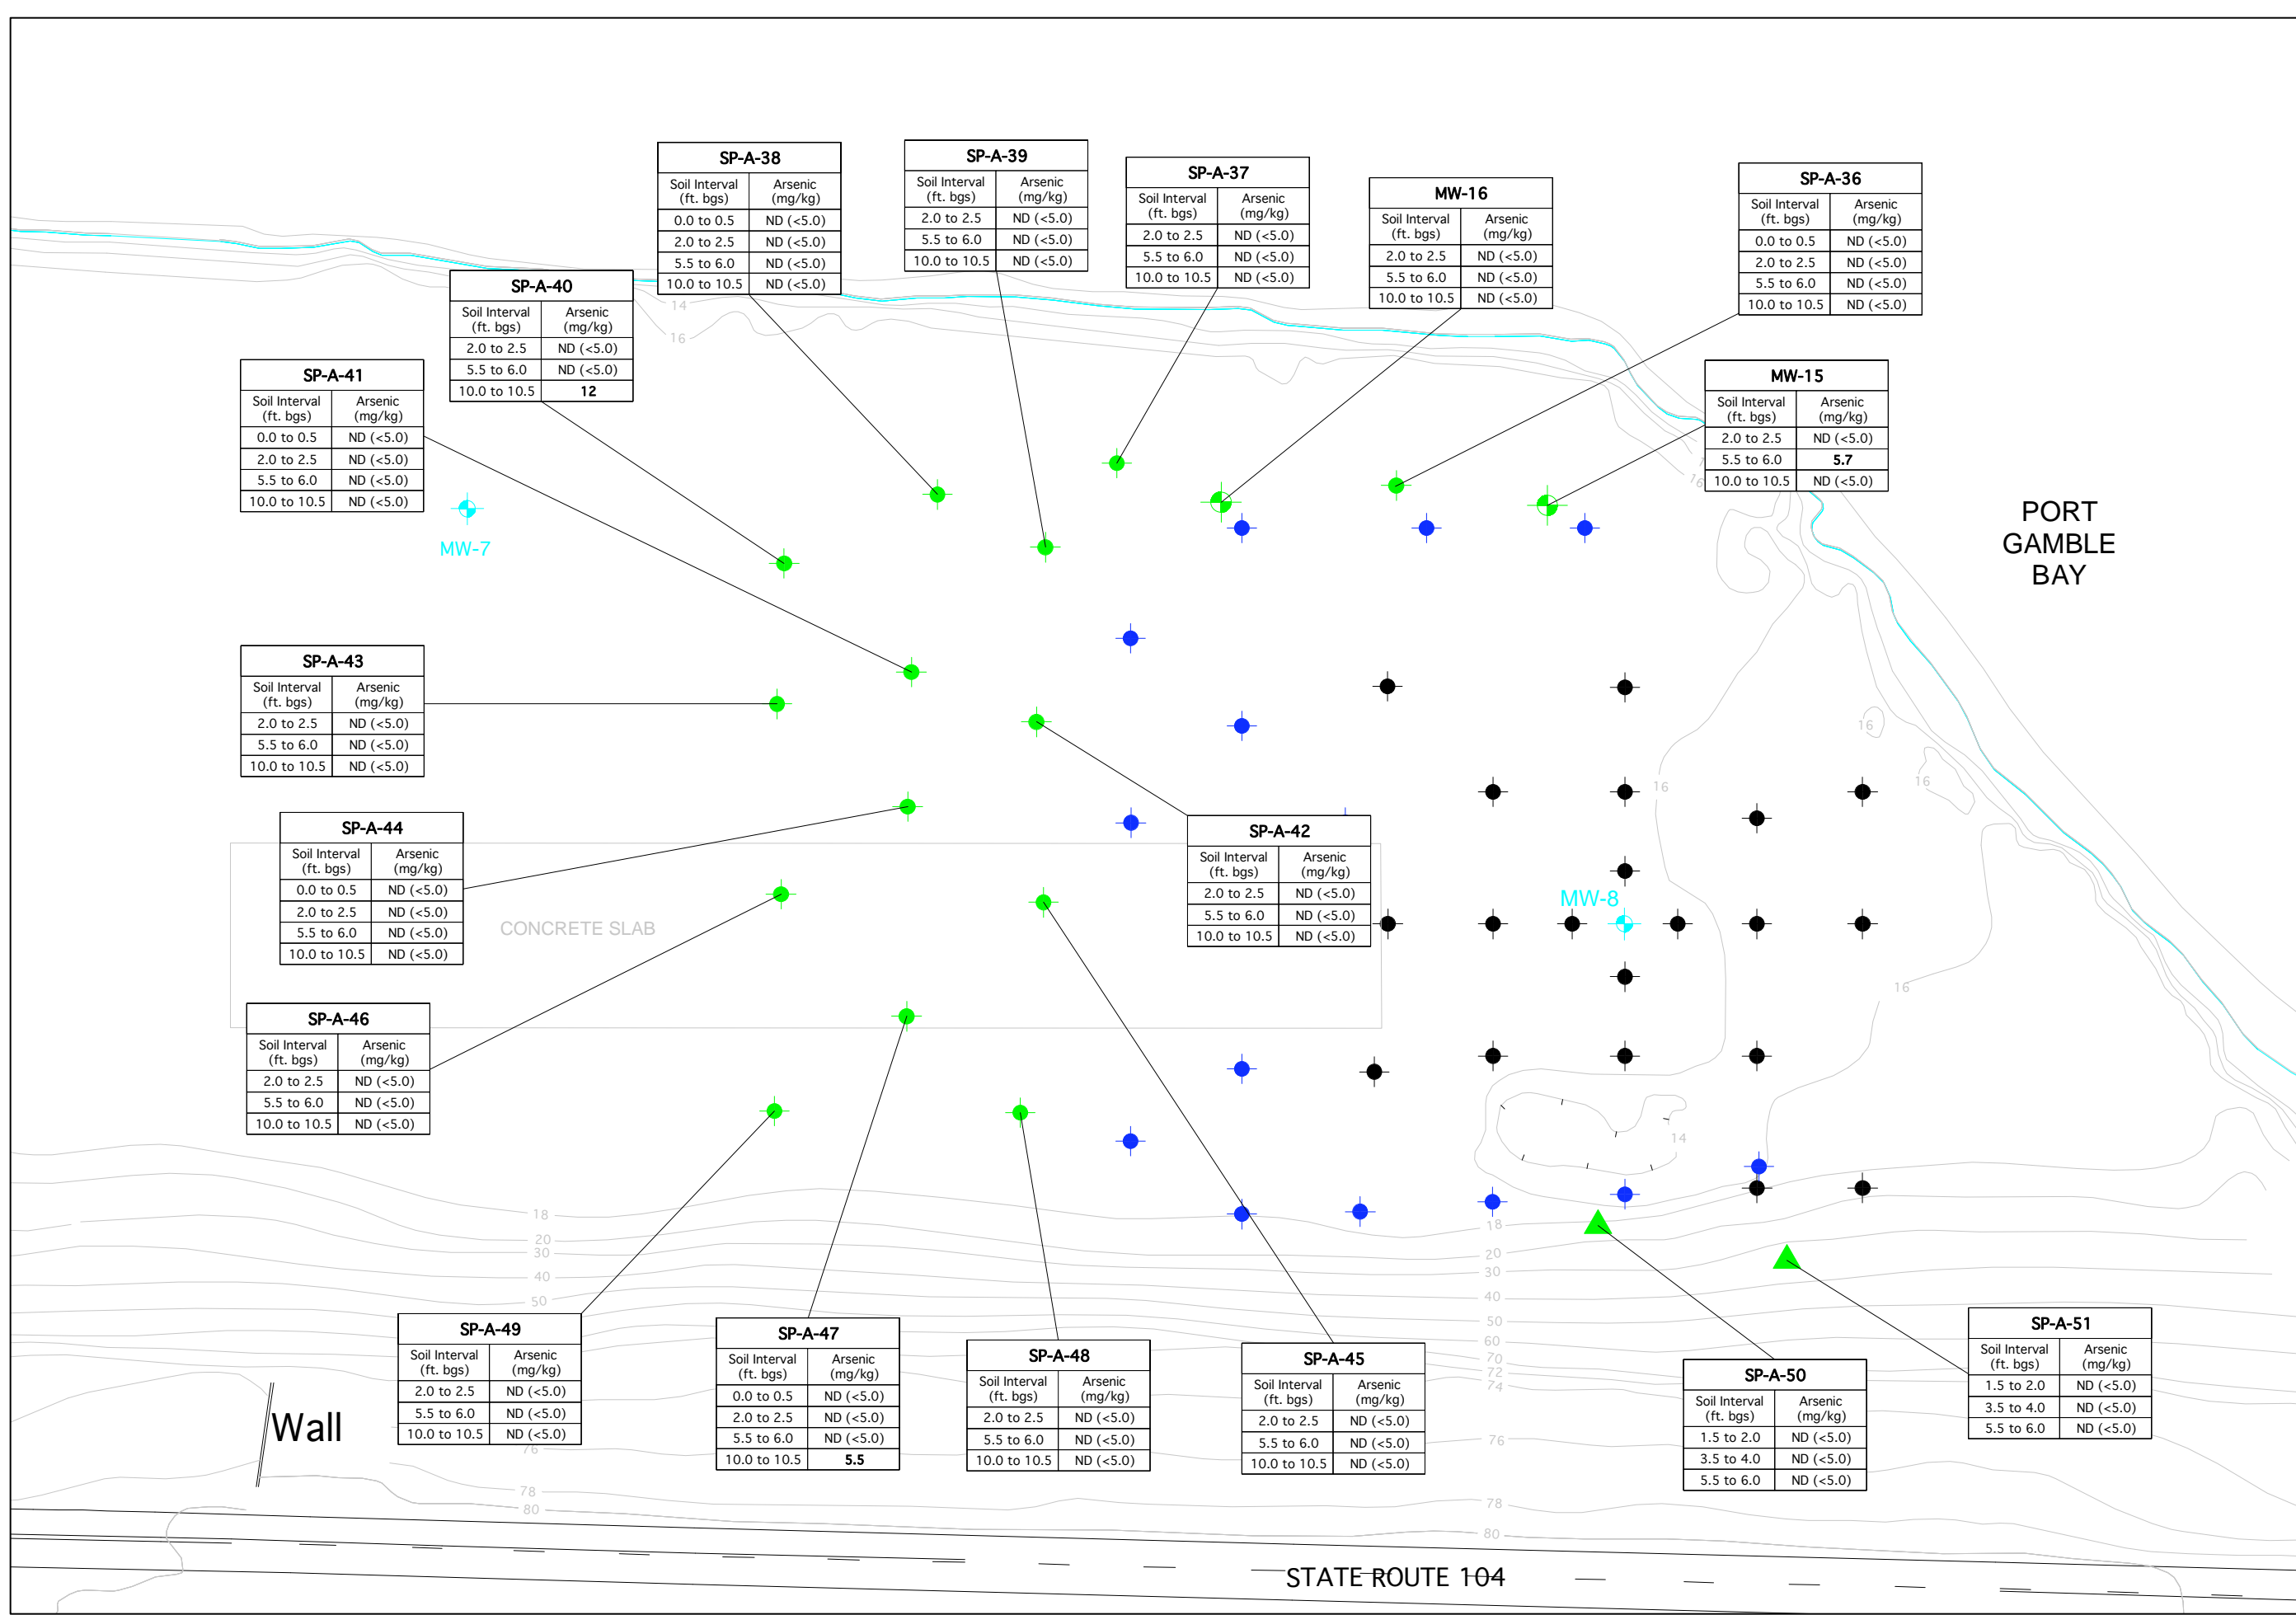 SP-A-38
Soil Interval (ft. bgs) Arsenic (mg/kg)
0.0 to 0.5 ND (<5.0)
2.0 to 2.5 ND (<5.0)
5.5 to 6.0 ND (<5.0)
10.0 to 10.5 ND (<5.0)
SP-A-39
Soil Interval (ft. bgs) Arsenic (mg/kg)
2.0 to 2.5 ND (<5.0)
5.5 to 6.0 ND (<5.0)
10.0 to 10.5 ND (<5.0)
SP-A-37
Soil Interval (ft. bgs) Arsenic (mg/kg)
2.0 to 2.5 ND (<5.0)
5.5 to 6.0 ND (<5.0)
10.0 to 10.5 ND (<5.0)
MW-16
Soil Interval (ft. bgs) Arsenic (mg/kg)
2.0 to 2.5 ND (<5.0)
5.5 to 6.0 ND (<5.0)
10.0 to 10.5 ND (<5.0)
SP-A-36
Soil Interval (ft. bgs) Arsenic (mg/kg)
0.0 to 0.5 ND (<5.0)
2.0 to 2.5 ND (<5.0)
5.5 to 6.0 ND (<5.0)
10.0 to 10.5 ND (<5.0)
SP-A-40
Soil Interval (ft. bgs) Arsenic (mg/kg)
2.0 to 2.5 ND (<5.0)
5.5 to 6.0 ND (<5.0)
10.0 to 10.5 12
14
16
SP-A-41
Soil Interval (ft. bgs) Arsenic (mg/kg)
0.0 to 0.5 ND (<5.0)
2.0 to 2.5 ND (<5.0)
5.5 to 6.0 ND (<5.0)
10.0 to 10.5 ND (<5.0)
MW-15
Soil Interval (ft. bgs) Arsenic (mg/kg)
2.0 to 2.5 ND (<5.0)
5.5 to 6.0 5.7
10.0 to 10.5 ND (<5.0)
16
MW-7
PORT
GAMBLE
BAY
SP-A-43
Soil Interval (ft. bgs) Arsenic (mg/kg)
2.0 to 2.5 ND (<5.0)
5.5 to 6.0 ND (<5.0)
10.0 to 10.5 ND (<5.0)
16
16
16
SP-A-44
Soil Interval (ft. bgs) Arsenic (mg/kg)
0.0 to 0.5 ND (<5.0)
2.0 to 2.5 ND (<5.0)
5.5 to 6.0 ND (<5.0)
10.0 to 10.5 ND (<5.0)
CONCRETE SLAB
SP-A-42
Soil Interval (ft. bgs) Arsenic (mg/kg)
2.0 to 2.5 ND (<5.0)
5.5 to 6.0 ND (<5.0)
10.0 to 10.5 ND (<5.0)
MW-8
16
SP-A-46
Soil Interval (ft. bgs) Arsenic (mg/kg)
2.0 to 2.5 ND (<5.0)
5.5 to 6.0 ND (<5.0)
10.0 to 10.5 ND (<5.0)
14
18
20
30
40
50
18
20
30
40
50
60
70
72
74
SP-A-49
Soil Interval (ft. bgs) Arsenic (mg/kg)
2.0 to 2.5 ND (<5.0)
5.5 to 6.0 ND (<5.0)
10.0 to 10.5 ND (<5.0)
SP-A-47
Soil Interval (ft. bgs) Arsenic (mg/kg)
0.0 to 0.5 ND (<5.0)
2.0 to 2.5 ND (<5.0)
5.5 to 6.0 ND (<5.0)
10.0 to 10.5 5.5
SP-A-48
Soil Interval (ft. bgs) Arsenic (mg/kg)
2.0 to 2.5 ND (<5.0)
5.5 to 6.0 ND (<5.0)
10.0 to 10.5 ND (<5.0)
SP-A-45
Soil Interval (ft. bgs) Arsenic (mg/kg)
2.0 to 2.5 ND (<5.0)
5.5 to 6.0 ND (<5.0)
10.0 to 10.5 ND (<5.0)
SP-A-50
Soil Interval (ft. bgs) Arsenic (mg/kg)
1.5 to 2.0 ND (<5.0)
3.5 to 4.0 ND (<5.0)
5.5 to 6.0 ND (<5.0)
SP-A-51
Soil Interval (ft. bgs) Arsenic (mg/kg)
1.5 to 2.0 ND (<5.0)
3.5 to 4.0 ND (<5.0)
5.5 to 6.0 ND (<5.0)
Wall
76
76
78
80
78
80
STATE ROUTE 104